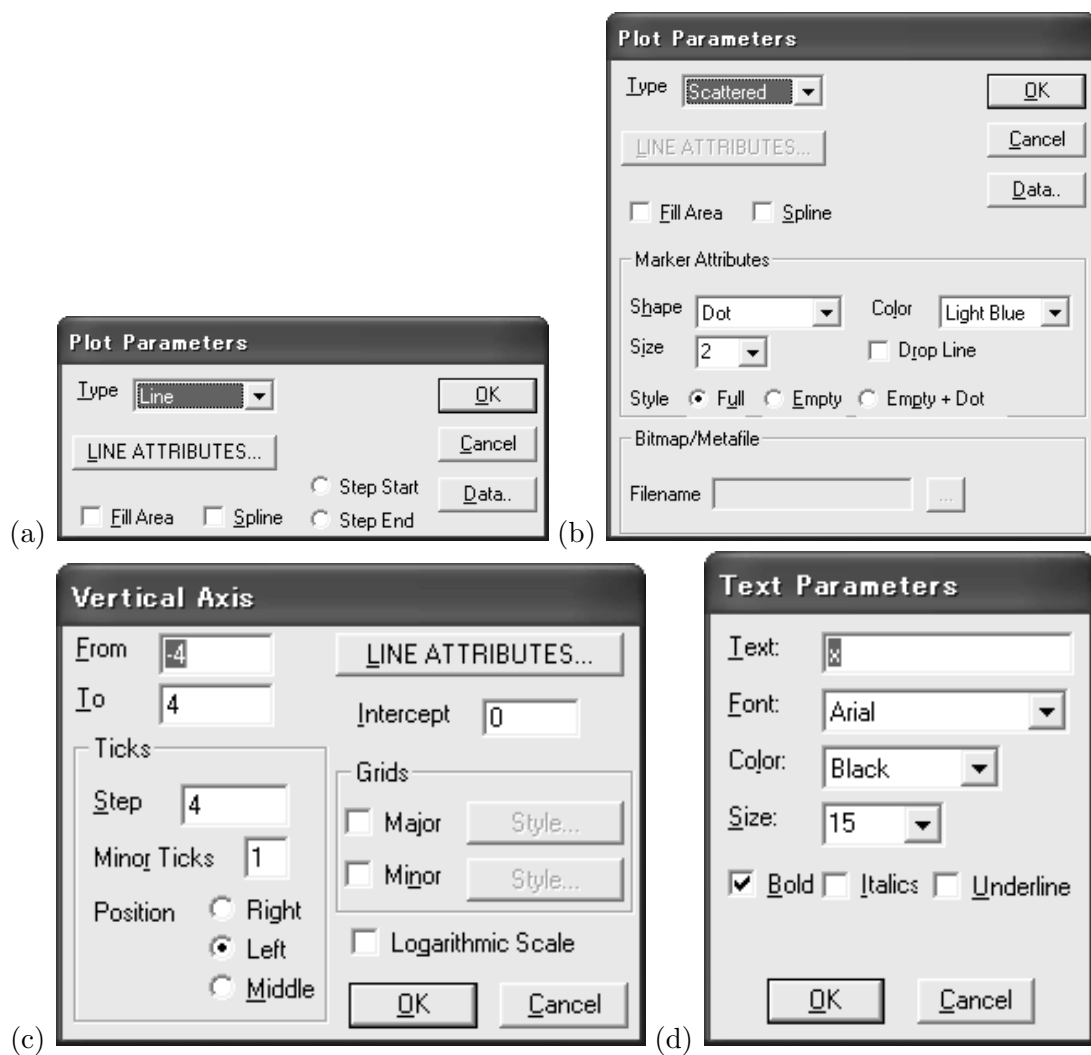 Plot Parameters
Type Line
OK
LINE ATTRIBUTES...
Cancel
Step Start
Data..
Fill Area Spline Step End
(a)
Plot Parameters
Type Scattered
OK
LINE ATTRIBUTES...
Cancel
Data..
Fill Area Spline
Marker Attributes
Shape Dot Color Light Blue
Size 2 Drop Line
Style Full Empty Empty + Dot
Bitmap/Metafile
Filename ...
(b)
Vertical Axis
From -4
To 4
LINE ATTRIBUTES...
Intercept 0
Ticks
Step 4
Minor Ticks 1
Position Right
Left
Middle
Grids
Major Style...
Minor Style...
Logarithmic Scale
OK Cancel
(c)
Text Parameters
Text: x
Font: Arial
Color: Black
Size: 15
Bold Italics Underline
OK Cancel
(d)